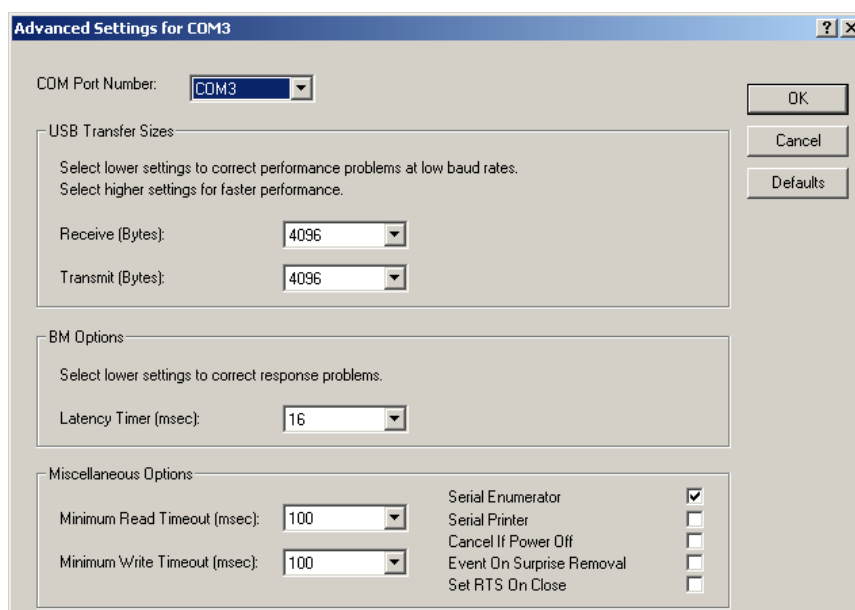 Advanced Settings for COM3
COM Port Number: COM3
OK
USB Transfer Sizes
Cancel
Select lower settings to correct performance problems at low baud rates.
Select higher settings for faster performance.
Defaults
Receive (Bytes): 4096
Transmit (Bytes): 4096
BM Options
Select lower settings to correct response problems.
Latency Timer (msec): 16
Miscellaneous Options
Minimum Read Timeout (msec): 100
Minimum Write Timeout (msec): 100
Serial Enumerator
Serial Printer
Cancel If Power Off
Event On Surprise Removal
Set RTS On Close